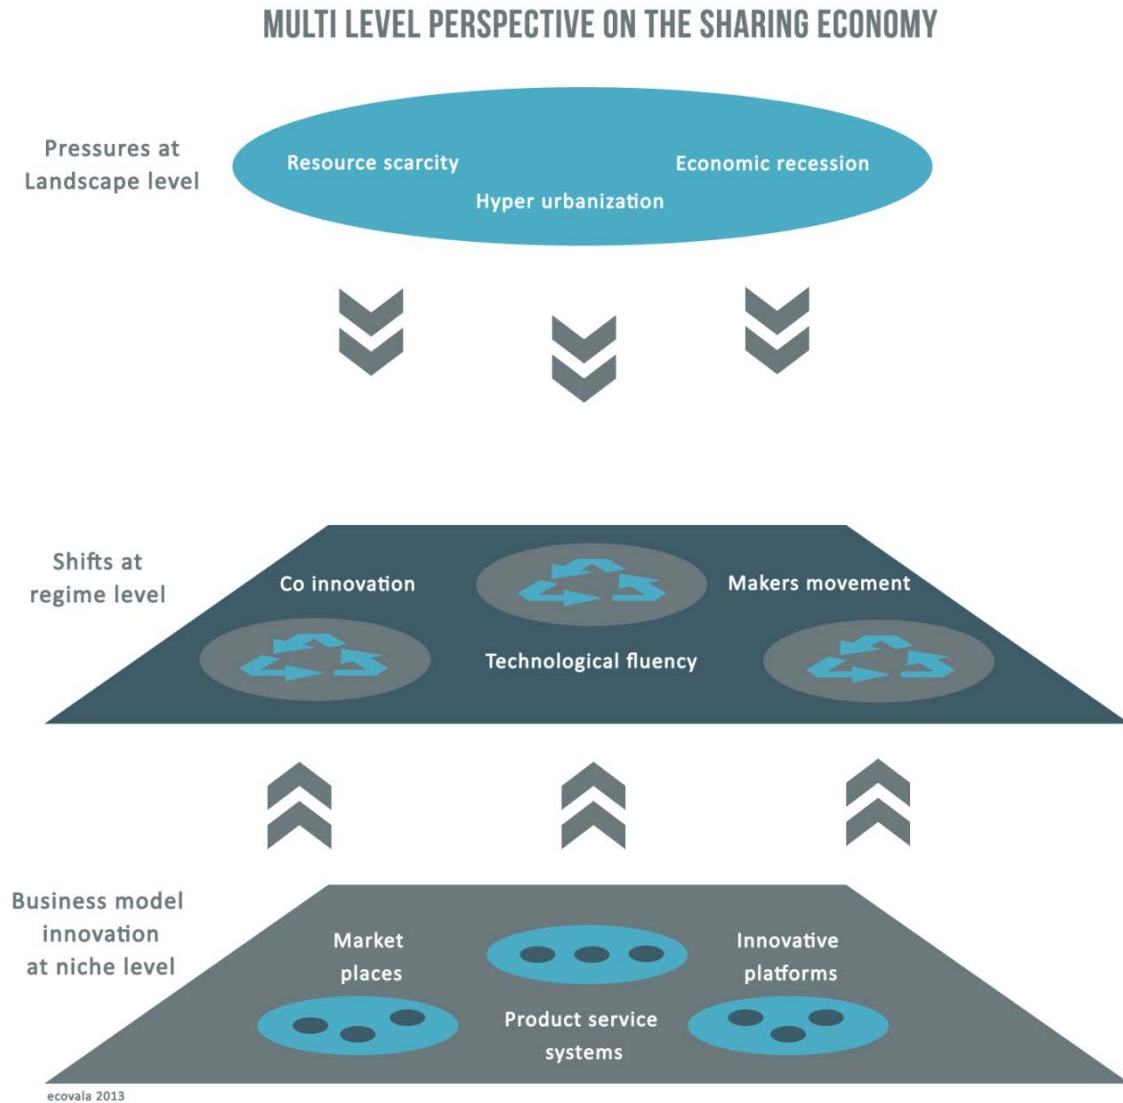 MULTI LEVEL PERSPECTIVE ON THE SHARING ECONOMY
Pressures at
Landscape level
Resource scarcity
Economic recession
Hyper urbanization
Shifts at
regime level
Co innovation
Makers movement
Technological fluency
Business model
innovation
at niche level
Market
places
Innovative
platforms
Product service
systems
ecovala 2013